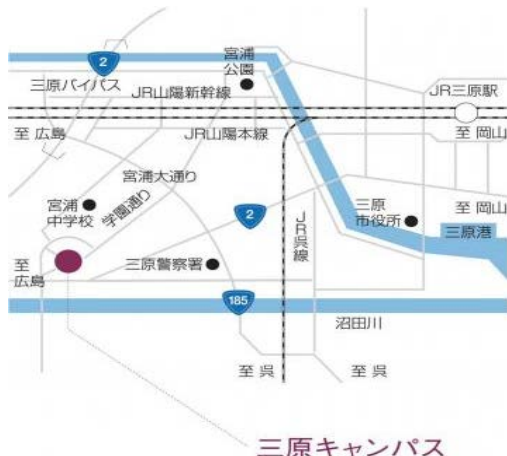 2
宮浦
公園
三原バイパス
JR山陽新幹線
JR三原駅
至 広島
JR山陽本線
至 岡山
宮浦大通り
宮浦
中学校
学園通り
2
JR呉線
三原
市役所
至 岡山
三原港
至
広島
三原警察署
185
沼田川
至 呉
至 呉
三原キャンパス